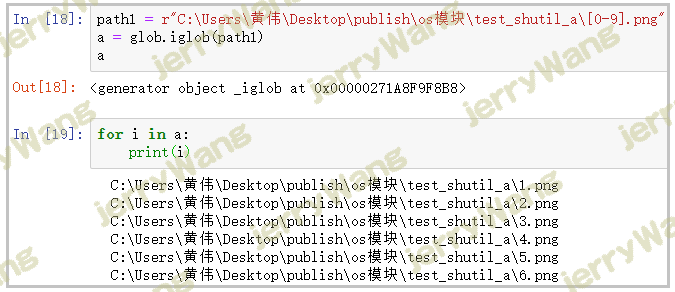 In [18]: path1 = r"C:\Users\黄伟\Desktop\publish\os模块\test_shutil_a\[0-9].png"
a = glob.iglob(path1)
a
Out[18]: <generator object _iglob at 0x00000271A8F9F8B8>
In [19]: for i in a:
print(i)
C:\Users\黄伟\Desktop\publish\os模块\test_shutil_a\1.png
C:\Users\黄伟\Desktop\publish\os模块\test_shutil_a\2.png
C:\Users\黄伟\Desktop\publish\os模块\test_shutil_a\3.png
C:\Users\黄伟\Desktop\publish\os模块\test_shutil_a\4.png
C:\Users\黄伟\Desktop\publish\os模块\test_shutil_a\5.png
C:\Users\黄伟\Desktop\publish\os模块\test_shutil_a\6.png
jerryWang
jerryWang
jerryWang
jerryWang
jerryWang
jerryWang